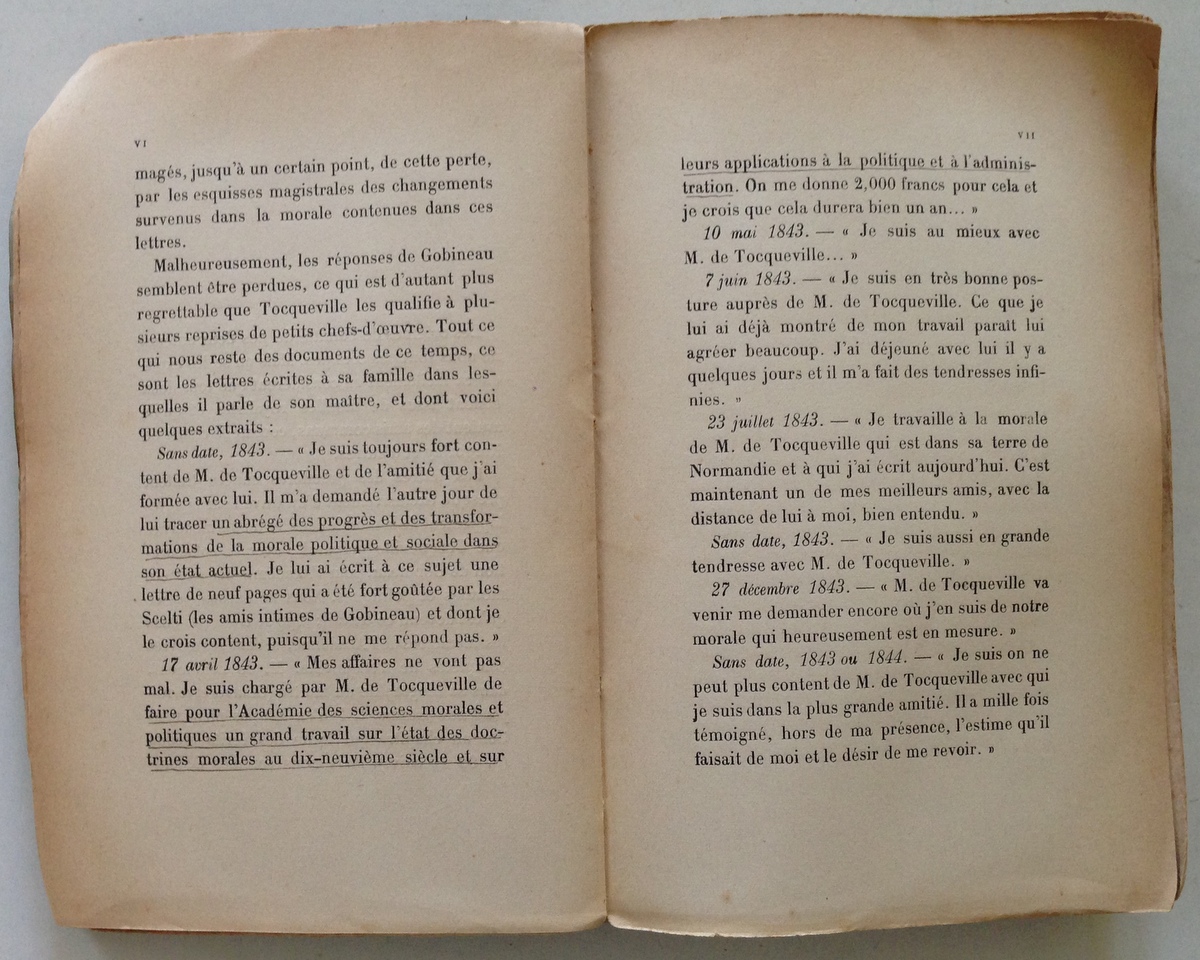 VI
magés, jusqu'à un certain point, de cette perte,
par les esquisses magistrales des changements
survenus dans la morale contenues dans ces
lettres.
Malheureusement, les réponses de Gobineau
semblent être perdues, ce qui est d'autant plus
regrettable que Tocqueville les qualifie à plu-
sieurs reprises de petits chefs-d'œuvre. Tout ce
qui nous reste des documents de ce temps, ce
sont les lettres écrites à sa famille dans les-
quelles il parle de son maître, et dont voici
quelques extraits :
Sans date, 1843. — « Je suis toujours fort con-
tent de M. de Tocqueville et de l'amitié que j'ai
formée avec lui. Il m'a demandé l'autre jour de
lui tracer un abrégé des progrès et des transfor-
mations de la morale politique et sociale dans
son état actuel. Je lui ai écrit à ce sujet une
lettre de neuf pages qui a été fort goûtée par les
Scelti (les amis intimes de Gobineau) et dont je
le crois content, puisqu'il ne me répond pas. »
17 avril 1843. — « Mes affaires ne vont pas
mal. Je suis chargé par M. de Tocqueville de
faire pour l'Académie des sciences morales et
politiques un grand travail sur l'état des doc-
trines morales au dix-neuvième siècle et sur
VII
leurs applications à la politique et à l'adminis-
tration. On me donne 2,000 francs pour cela et
je crois que cela durera bien un an... »
10 mai 1843. — « Je suis au mieux avec
M. de Tocqueville... »
7 juin 1843. — « Je suis en très bonne pos-
ture auprès de M. de Tocqueville. Ce que je
lui ai déjà montré de mon travail paraît lui
agréer beaucoup. J'ai déjeuné avec lui il y a
quelques jours et il m'a fait des tendresses infi-
nies. »
23 juillet 1843. — « Je travaille à la morale
de M. de Tocqueville qui est dans sa terre de
Normandie et à qui j'ai écrit aujourd'hui. C'est
maintenant un de mes meilleurs amis, avec la
distance de lui à moi, bien entendu. »
Sans date, 1843. — « Je suis aussi en grande
tendresse avec M. de Tocqueville. »
27 décembre 1843. — « M. de Tocqueville va
venir me demander encore où j'en suis de notre
morale qui heureusement est en mesure. »
Sans date, 1843 ou 1844. — « Je suis on ne
peut plus content de M. de Tocqueville avec qui
je suis dans la plus grande amitié. Il a mille fois
témoigné, hors de ma présence, l'estime qu'il
faisait de moi et le désir de me revoir. »